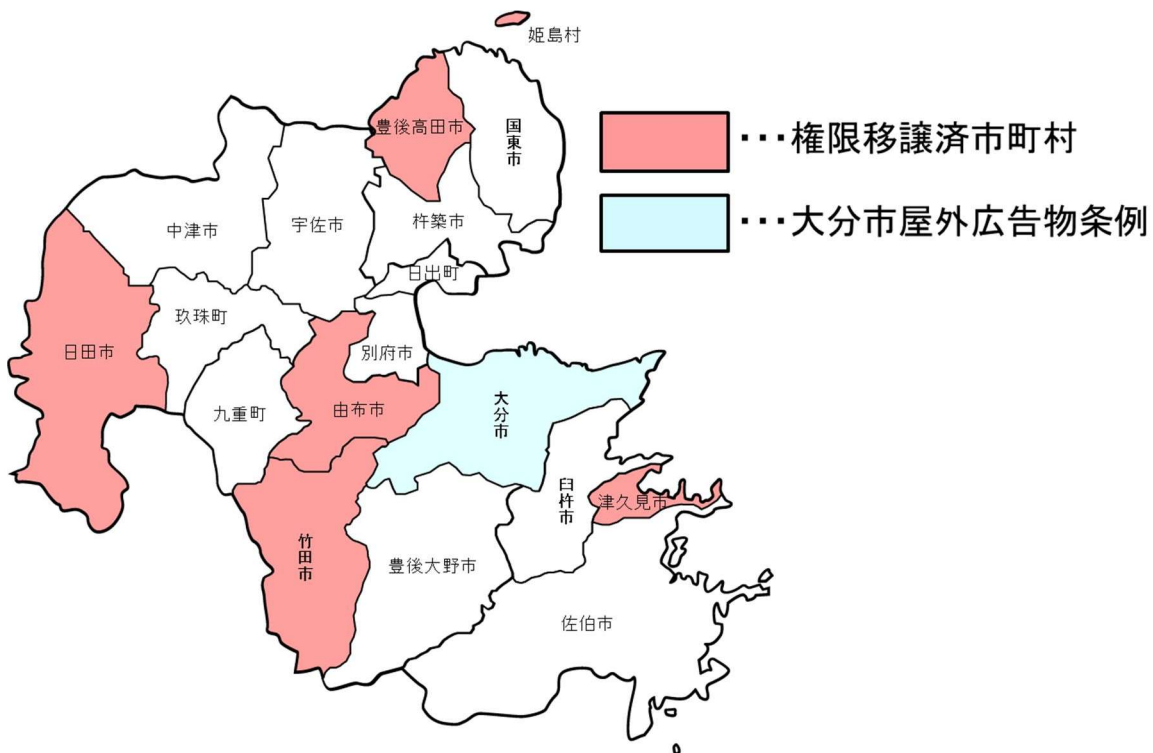 姫島村
豊後高田市
国東市
・・・権限移譲済市町村
中津市
宇佐市
杵築市
・・・大分市屋外広告物条例
日出町
玖珠町
日田市
別府市
九重町
由布市
大分市
臼杵市
津久見市
竹田市
豊後大野市
佐伯市